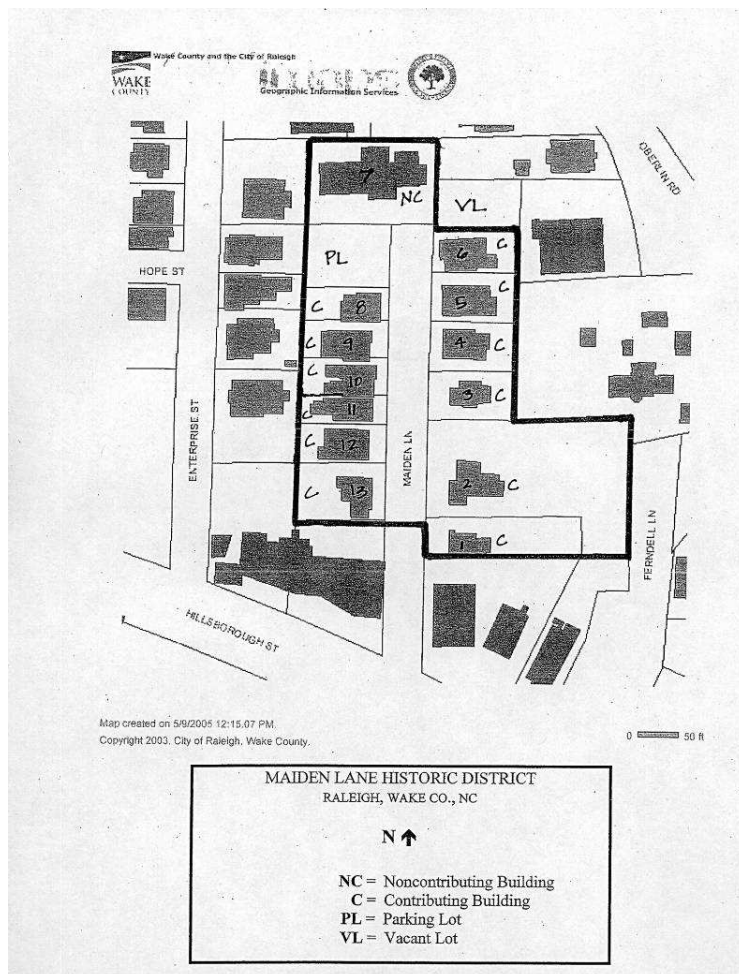 Wake County and the City of Raleigh
WAKE
COUNTY
imaps
Geographic Information Services
OBERLIN RD
7
NC
VL
6 C
PL
HOPE ST
5 C
C 8
C 9
4 C
C 10
3 C
C 11
C 12
ENTERPRISE ST
MAIDEN LN
C 13
2 C
1 C
FERNDELL LN
HILLSBOROUGH ST
Map created on 5/9/2005 12:15:07 PM.
Copyright 2003. City of Raleigh, Wake County.
0 50 ft
MAIDEN LANE HISTORIC DISTRICT
RALEIGH, WAKE CO., NC
N
NC = Noncontributing Building
C = Contributing Building
PL = Parking Lot
VL = Vacant Lot